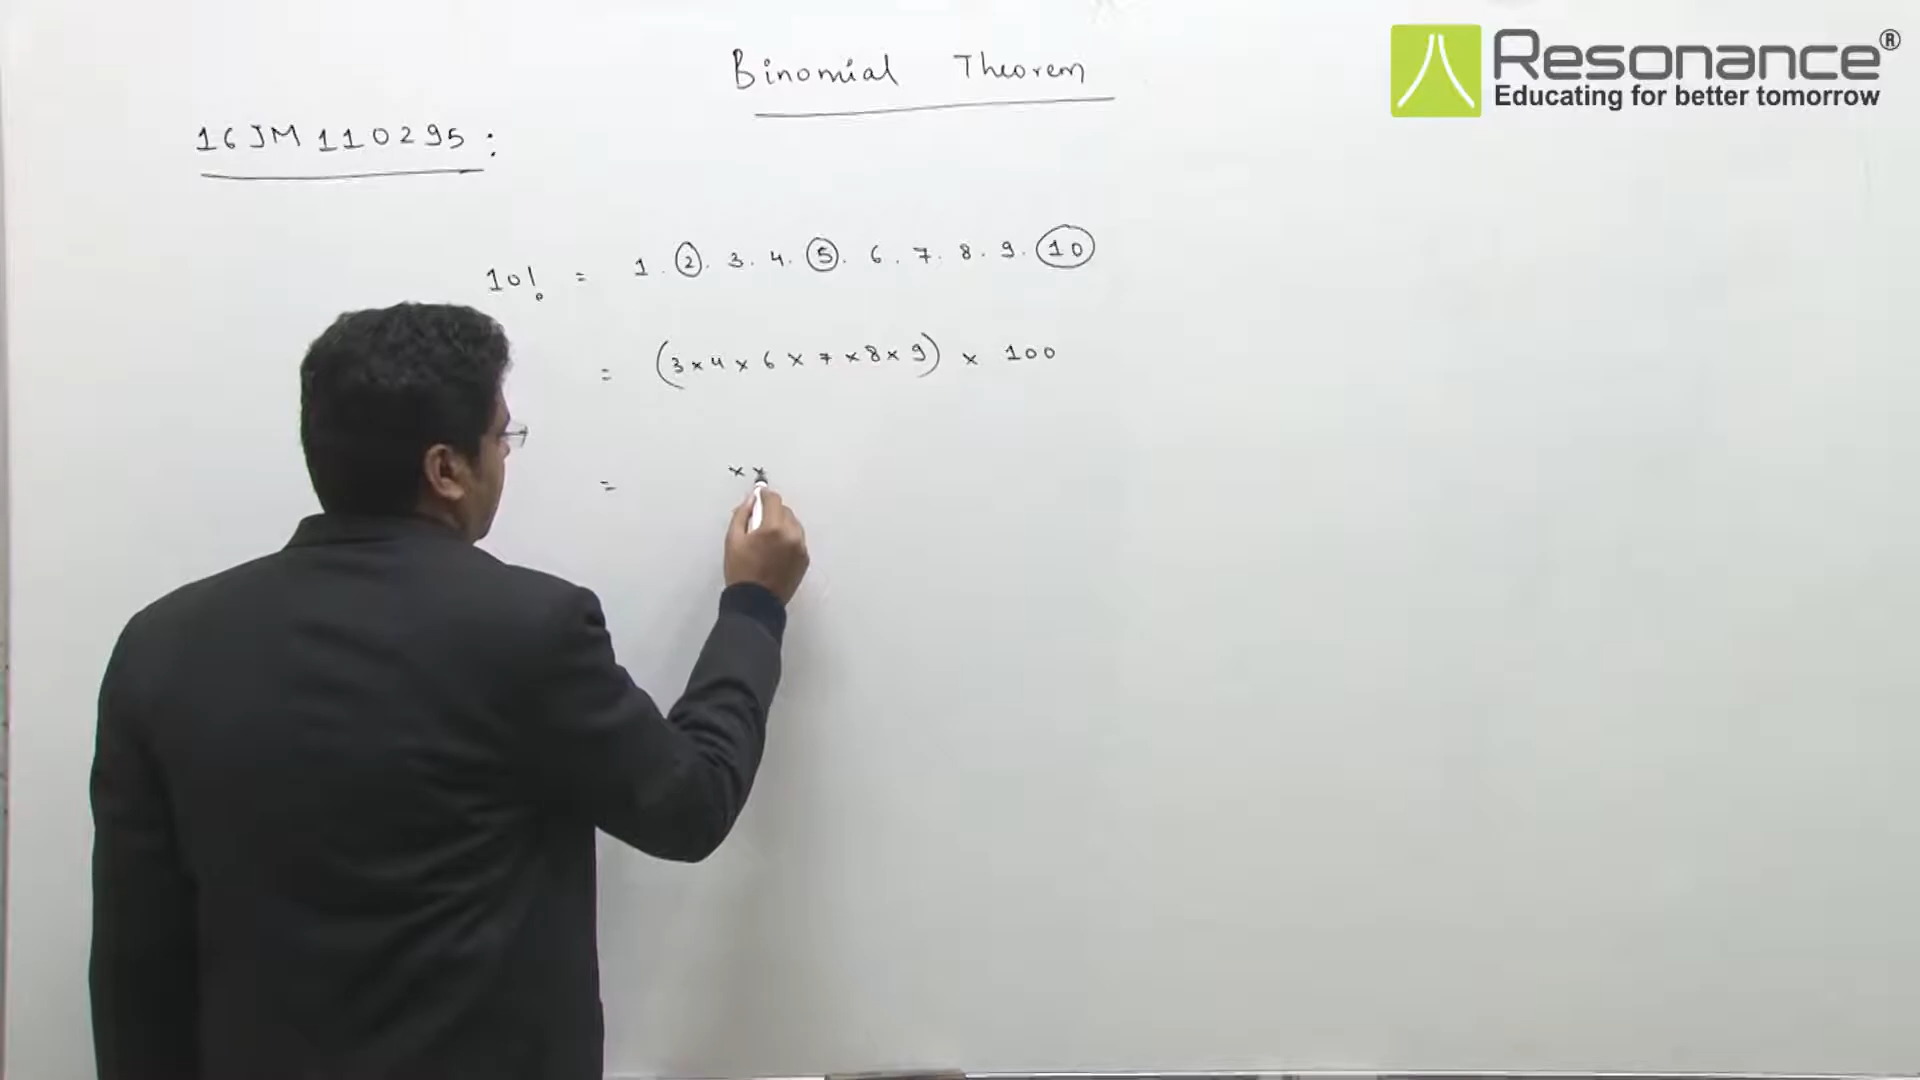 Binomial Theorem
Resonance®
Educating for better tomorrow
16JM110295:
10! = 1 . 2 . 3 . 4 . 5 . 6 . 7 . 8 . 9 . 10
= (3 × 4 × 6 × 7 × 8 × 9) × 100
= × ×